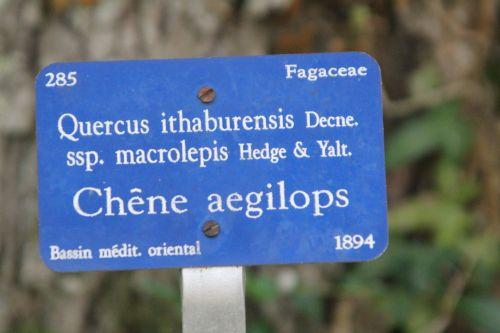 285 Fagaceae
Quercus ithaburensis Decne.
ssp. macrolepis Hedge & Yalt.
Chêne aegilops
Bassin médit. oriental 1894